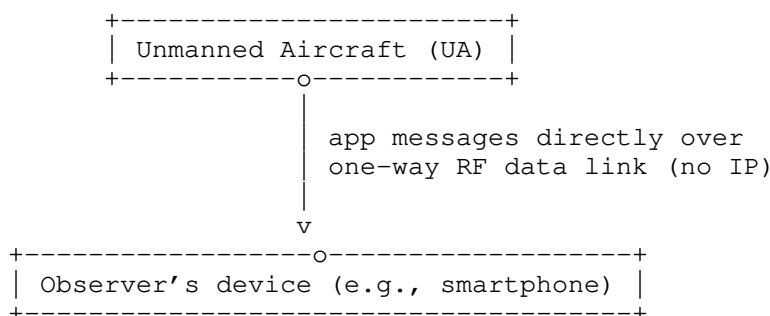 Unmanned Aircraft (UA)
app messages directly over
one-way RF data link (no IP)
v
Observer's device (e.g., smartphone)